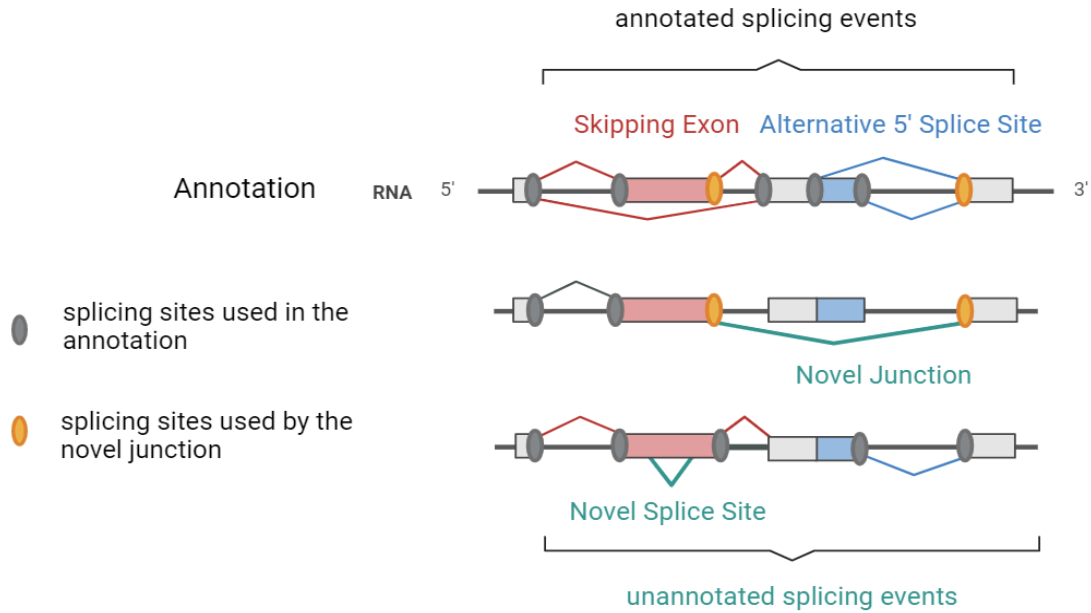 annotated splicing events
Skipping Exon
Alternative 5' Splice Site
Annotation
RNA
5'
3'
splicing sites used in the
annotation
Novel Junction
splicing sites used by the
novel junction
Novel Splice Site
unannotated splicing events